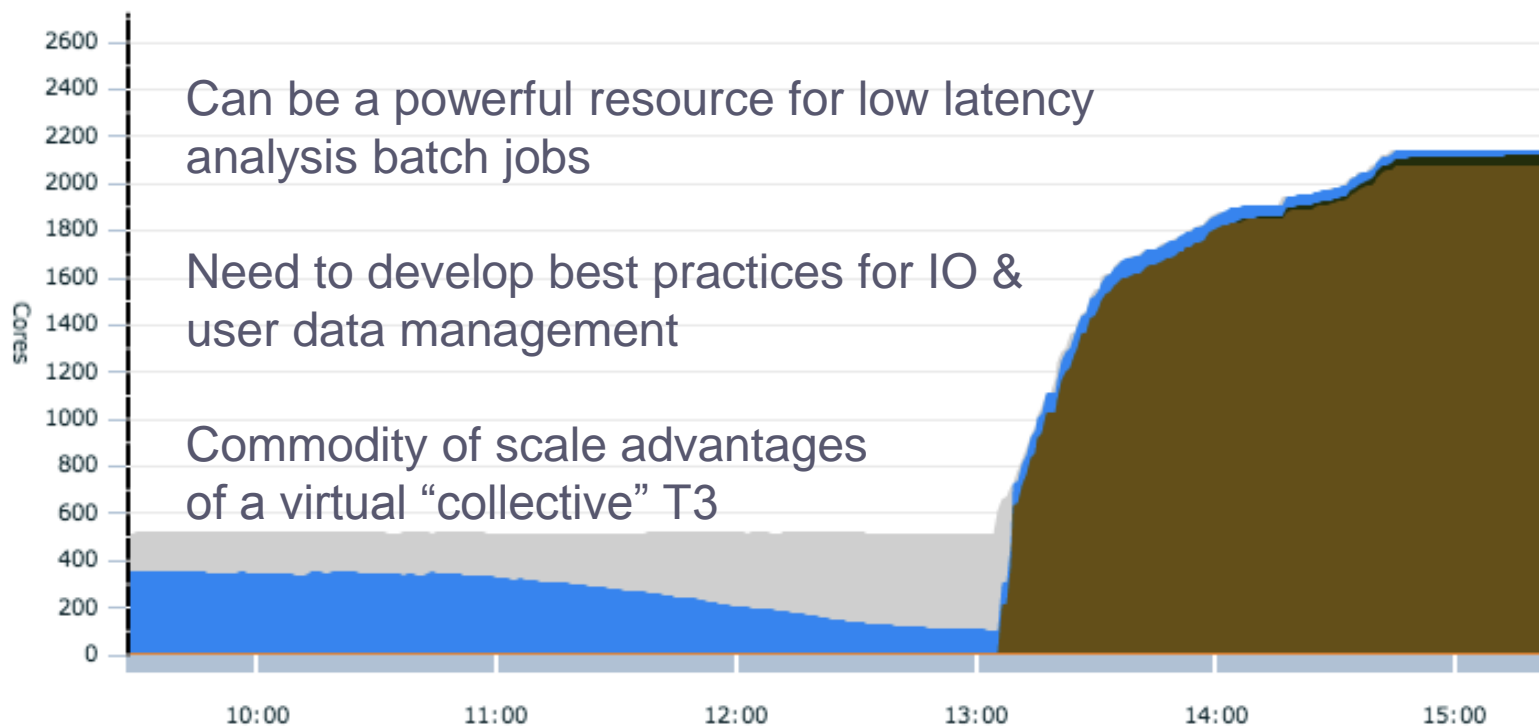 2600
2400
2200
2000
1800
1600
1400
1200
1000
800
600
400
200
0
Cores
Can be a powerful resource for low latency
analysis batch jobs
Need to develop best practices for IO &
user data management
Commodity of scale advantages
of a virtual “collective” T3
10:00 11:00 12:00 13:00 14:00 15:00